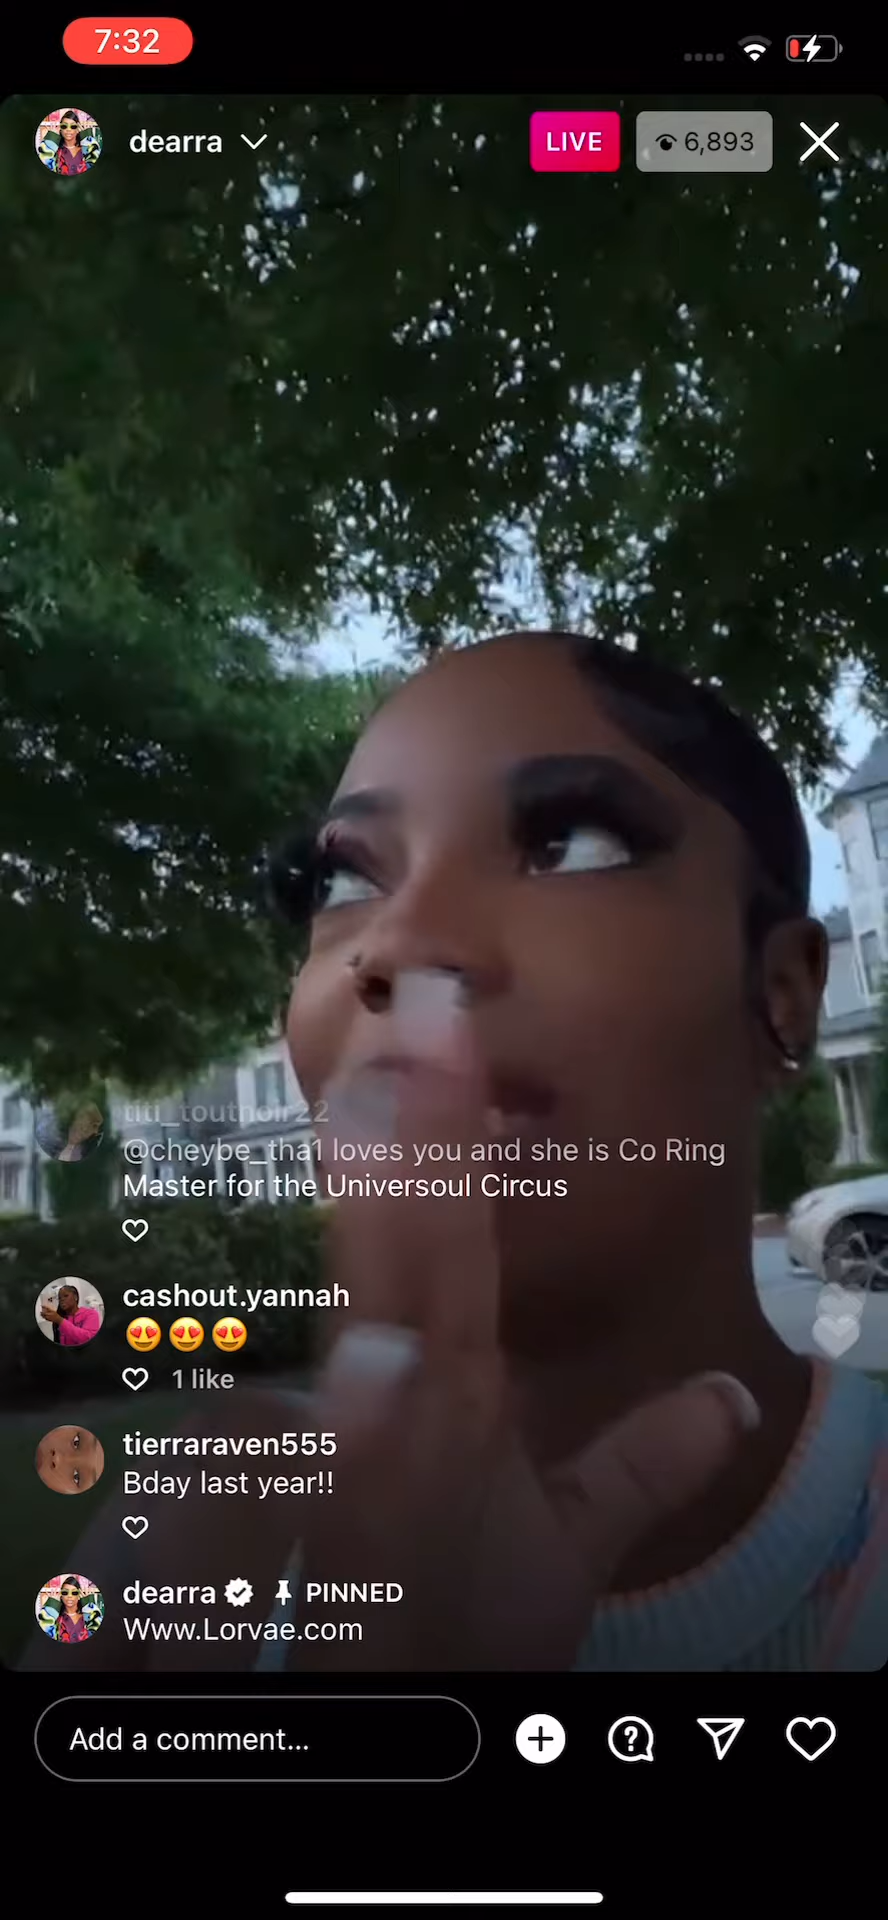 7:32
dearra
LIVE
6,893
titi_toutnoir22
@cheybe_tha1 loves you and she is Co Ring
Master for the Universoul Circus
cashout.yannah
😍😍😍
1 like
tierraraven555
Bday last year!!
dearra PINNED
Www.Lorvae.com
Add a comment...